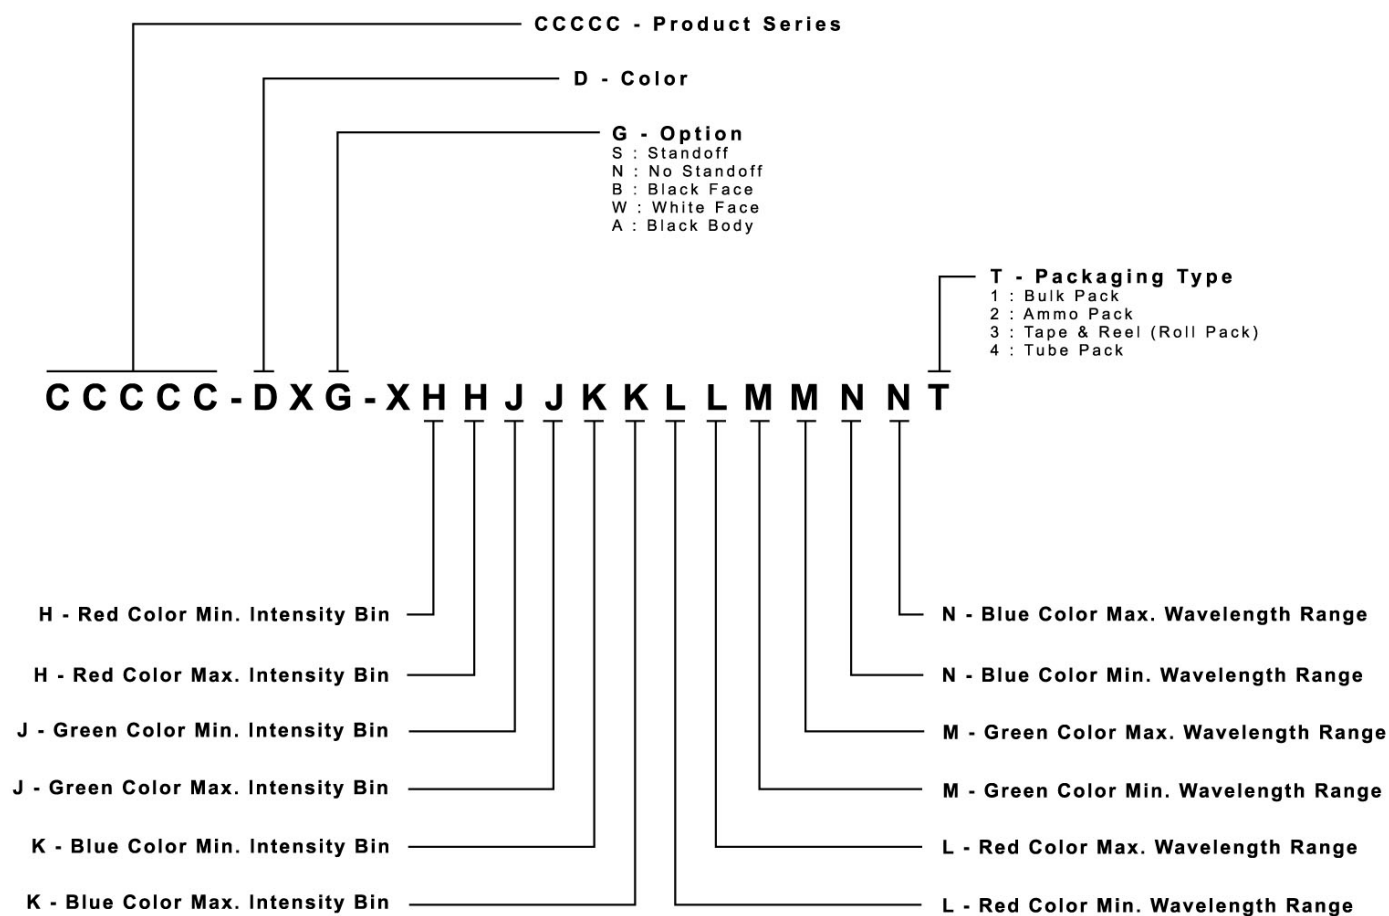 CCCCC - Product Series
D - Color
G - Option
S : Standoff
N : No Standoff
B : Black Face
W : White Face
A : Black Body
T - Packaging Type
1 : Bulk Pack
2 : Ammo Pack
3 : Tape & Reel (Roll Pack)
4 : Tube Pack
CCCCC-DXG-XHHJJKKLLMMNNT
H - Red Color Min. Intensity Bin
H - Red Color Max. Intensity Bin
J - Green Color Min. Intensity Bin
J - Green Color Max. Intensity Bin
K - Blue Color Min. Intensity Bin
K - Blue Color Max. Intensity Bin
N - Blue Color Max. Wavelength Range
N - Blue Color Min. Wavelength Range
M - Green Color Max. Wavelength Range
M - Green Color Min. Wavelength Range
L - Red Color Max. Wavelength Range
L - Red Color Min. Wavelength Range